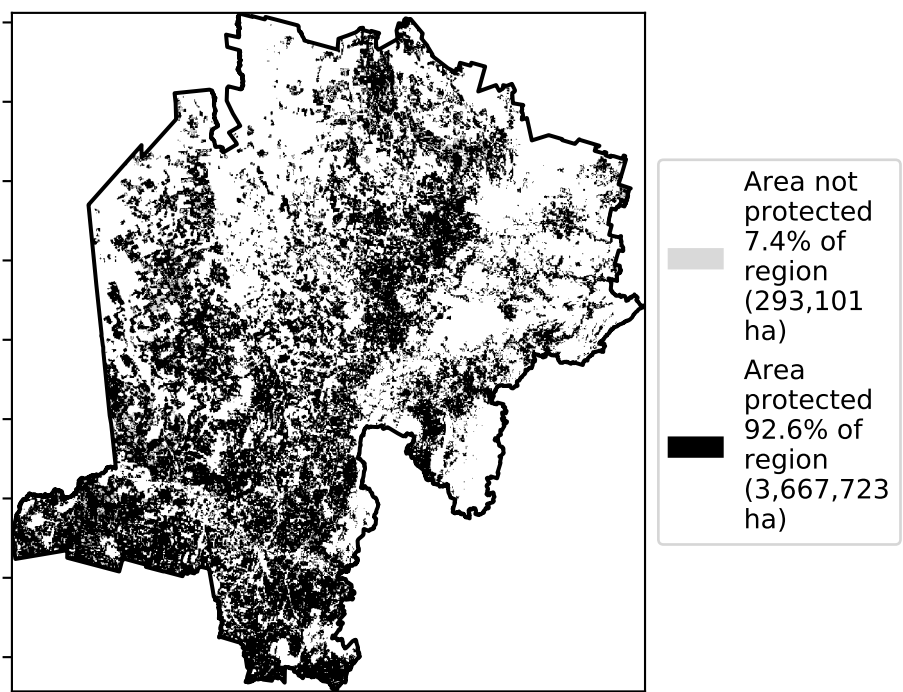 Area not
protected
7.4% of
region
(293,101
ha)
Area
protected
92.6% of
region
(3,667,723
ha)